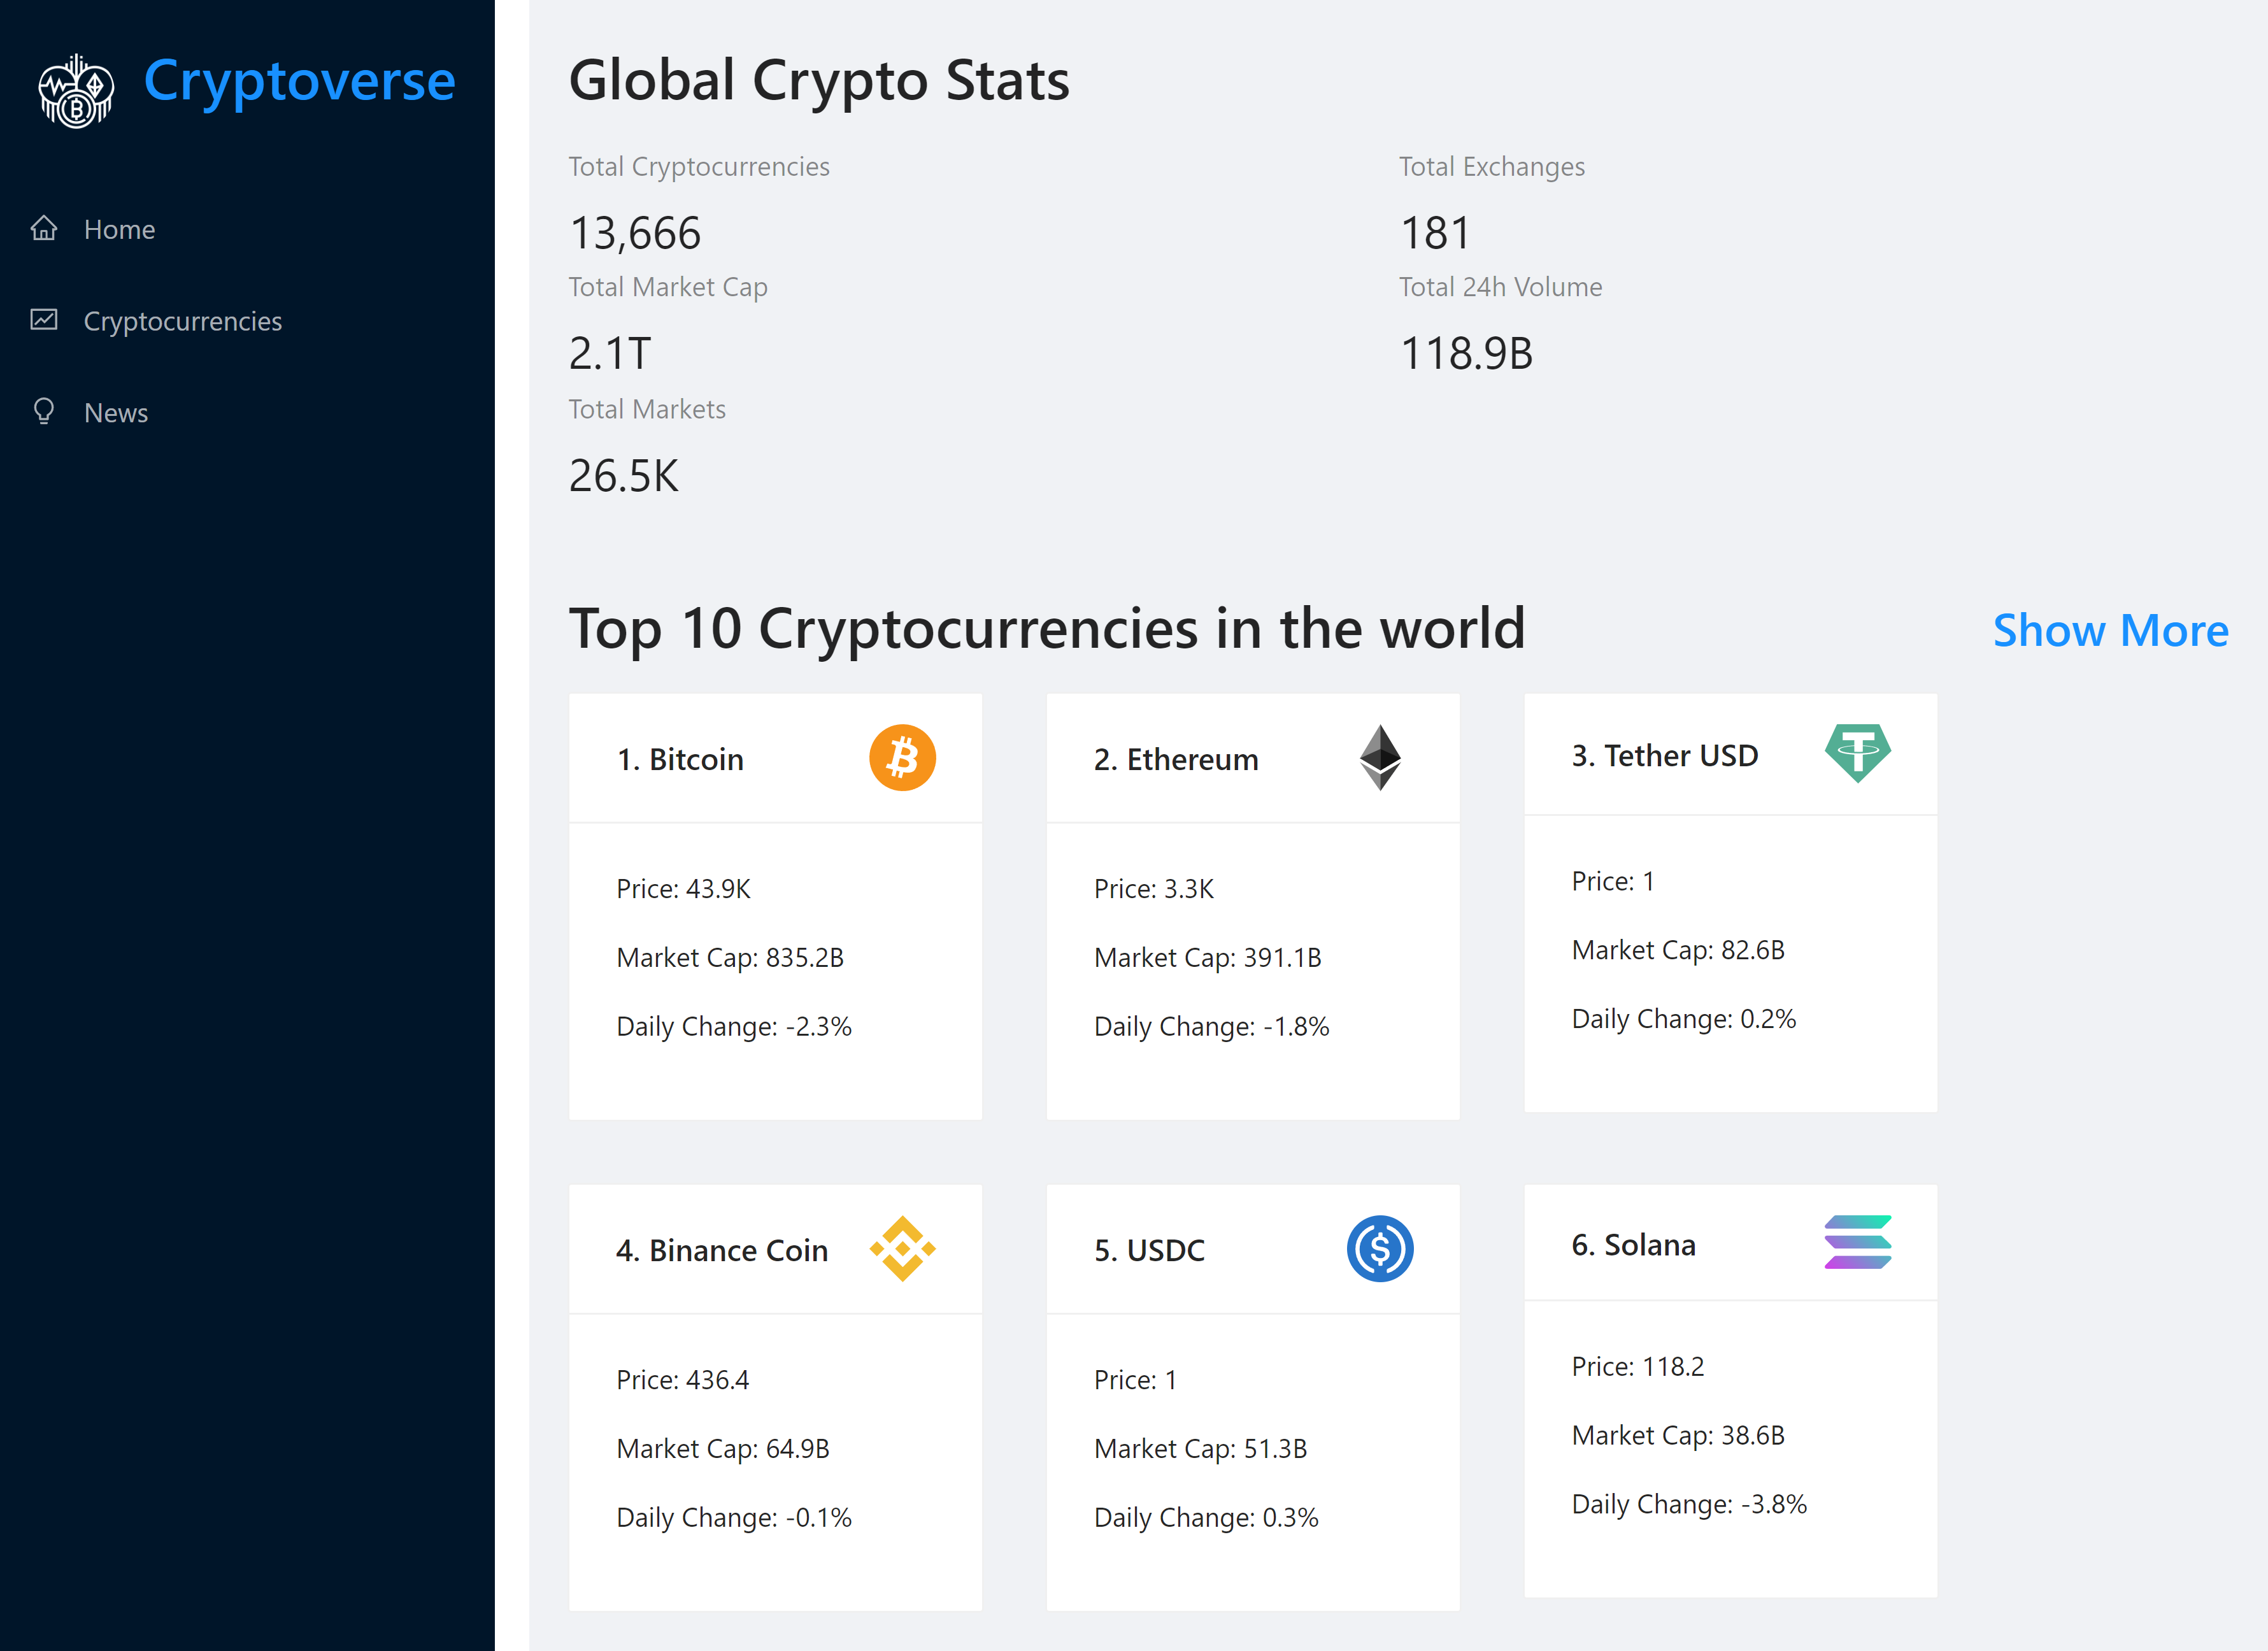 Cryptoverse
Home
Cryptocurrencies
News
Global Crypto Stats
Total Cryptocurrencies
13,666
Total Exchanges
181
Total Market Cap
2.1T
Total 24h Volume
118.9B
Total Markets
26.5K
Top 10 Cryptocurrencies in the world
Show More
1. Bitcoin
Price: 43.9K
Market Cap: 835.2B
Daily Change: -2.3%
2. Ethereum
Price: 3.3K
Market Cap: 391.1B
Daily Change: -1.8%
3. Tether USD
Price: 1
Market Cap: 82.6B
Daily Change: 0.2%
4. Binance Coin
Price: 436.4
Market Cap: 64.9B
Daily Change: -0.1%
5. USDC
Price: 1
Market Cap: 51.3B
Daily Change: 0.3%
6. Solana
Price: 118.2
Market Cap: 38.6B
Daily Change: -3.8%